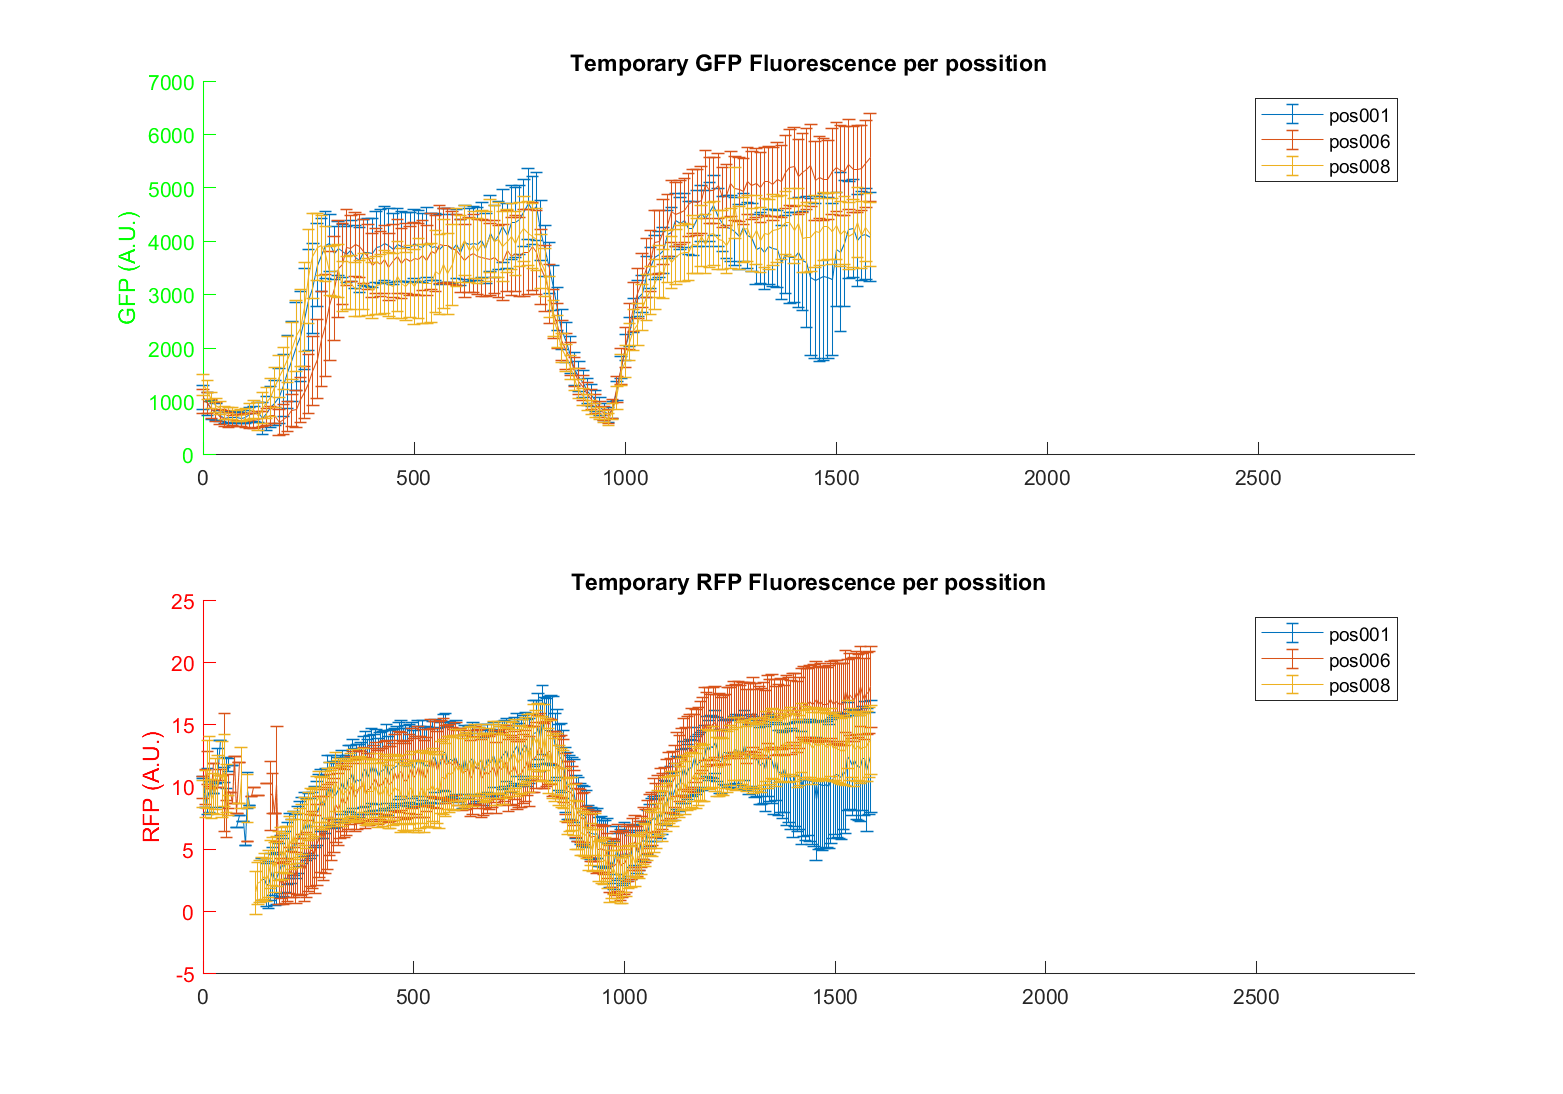 Temporary GFP Fluorescence per possition
7000
6000
5000
4000
3000
2000
1000
0
GFP (A.U.)
0 500 1000 1500 2000 2500
pos001
pos006
pos008
Temporary RFP Fluorescence per possition
25
20
15
10
5
0
-5
RFP (A.U.)
0 500 1000 1500 2000 2500
pos001
pos006
pos008